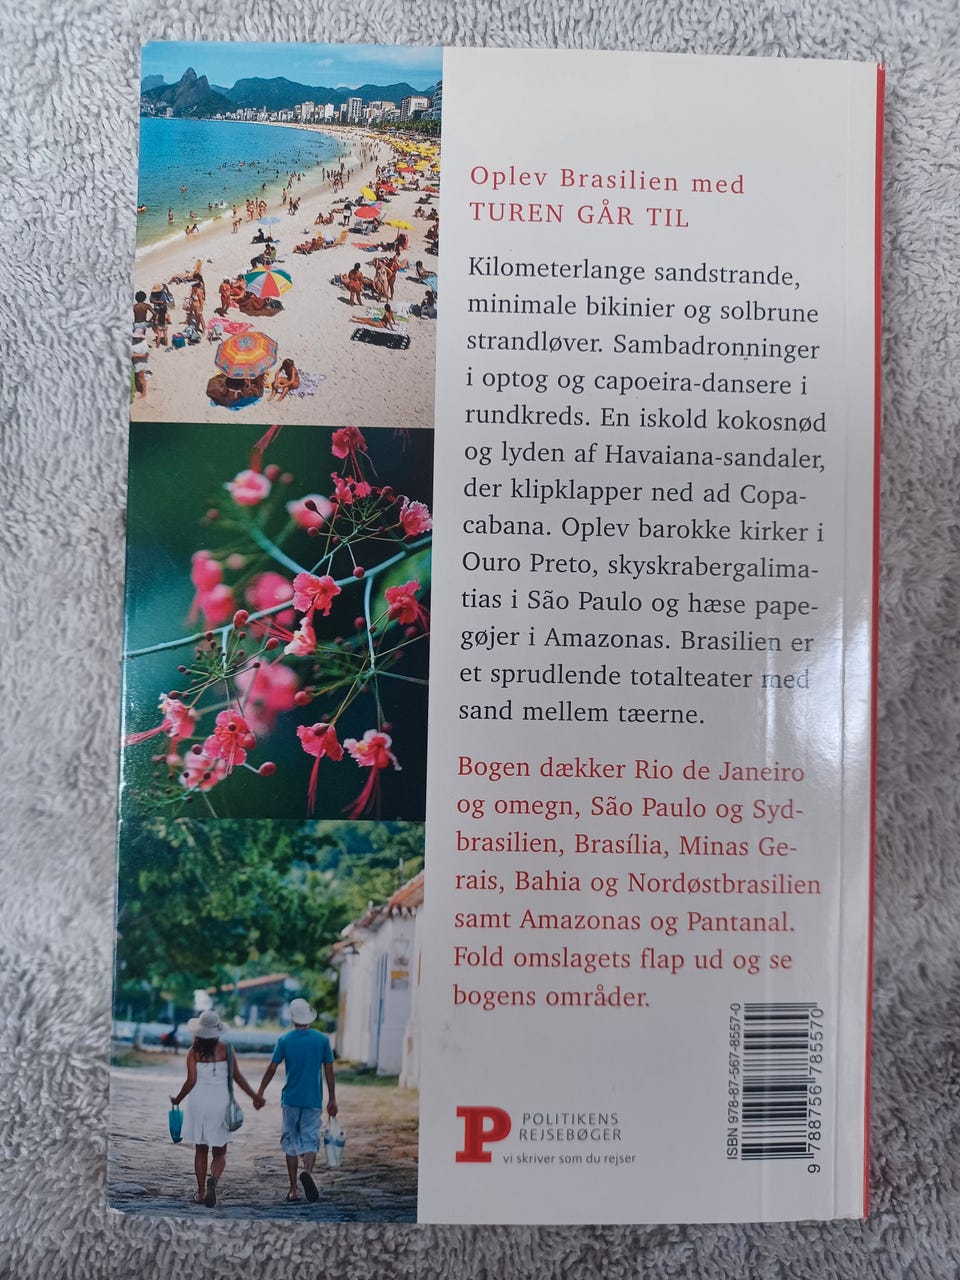 Oplev Brasilien med
TUREN GÅR TIL
Kilometerlange sandstrande,
minimale bikinier og solbrune
strandløver. Sambadronninger
i optog og capoeira-dansere i
rundkreds. En iskold kokosnød
og lyden af Havaiana-sandaler,
der klipklapper ned ad Copa-
cabana. Oplev barokke kirker i
Ouro Preto, skyskrabergalima-
tias i São Paulo og hæse pape-
gøjer i Amazonas. Brasilien er
et sprudlende totalteater med
sand mellem tæerne.
Bogen dækker Rio de Janeiro
og omegn, São Paulo og Syd-
brasilien, Brasília, Minas Ge-
rais, Bahia og Nordøstbrasilien
samt Amazonas og Pantanal.
Fold omslagets flap ud og se
bogens områder.
P POLITIKENS
REJSEBØGER
vi skriver som du rejser
ISBN 978-87-567-8557-0
9 788756 785570